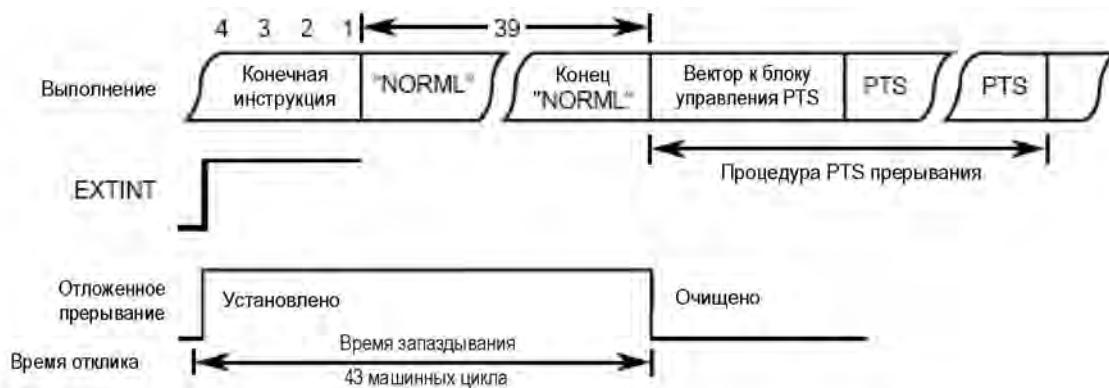 4 3 2 1 39
Выполнение
Конечная
инструкция
"NORML"
Конец
"NORML"
Вектор к блоку
управления PTS
PTS
PTS
Процедура PTS прерывания
EXTINT
Отложенное
прерывание
Установлено
Очищено
Время отклика
Время запаздывания
43 машинных цикла